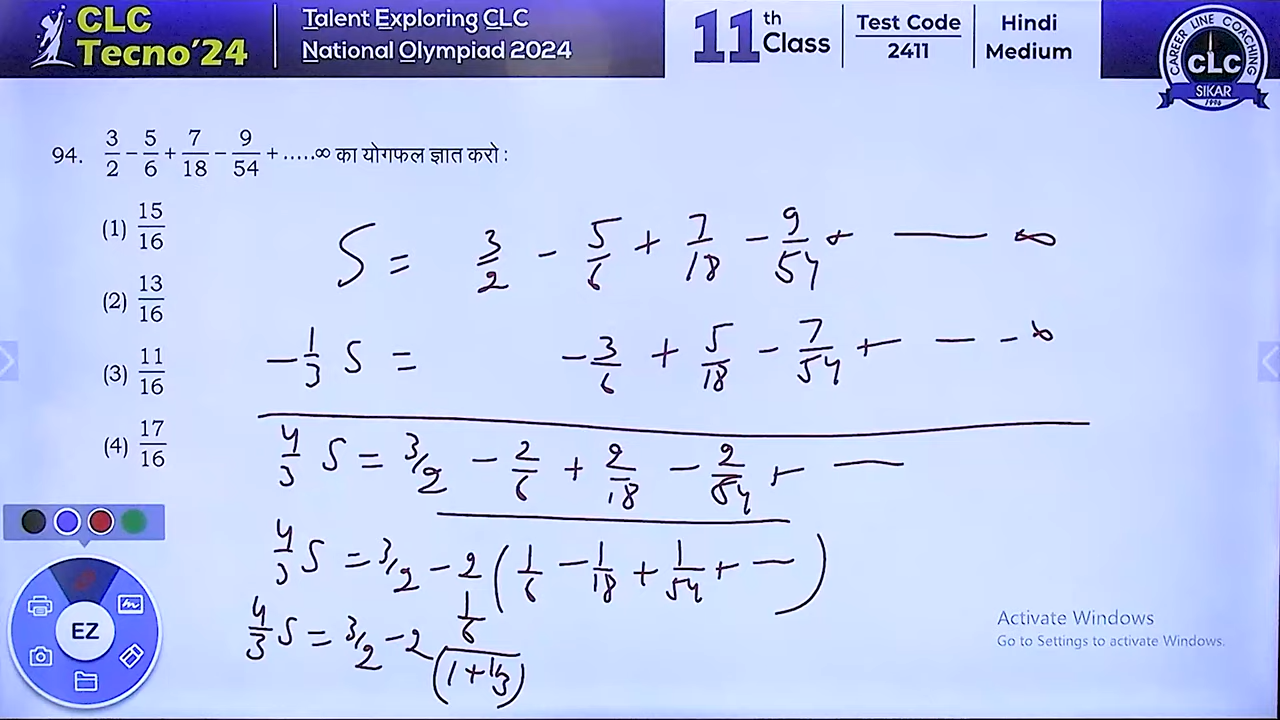 CLC
Tecno'24
Talent Exploring CLC
National Olympiad 2024
11th Class
Test Code
2411
Hindi
Medium
CAREER LINE COACHING
CLC
SIKAR
1996
94. 3/2 - 5/6 + 7/18 - 9/54 + .....∞ का योगफल ज्ञात करो :
(1) 15/16
(2) 13/16
(3) 11/16
(4) 17/16
S = 3/2 - 5/6 + 7/18 - 9/54 + — ∞
-1/3 S = -3/6 + 5/18 - 7/54 + — - ∞
4/3 S = 3/2 - 2/6 + 2/18 - 2/54 + —
4/3 S = 3/2 - 2 (1/6 - 1/18 + 1/54 + —)
4/3 S = 3/2 - 2 (1/6)/(1 + 1/3)
EZ
Activate Windows
Go to Settings to activate Windows.